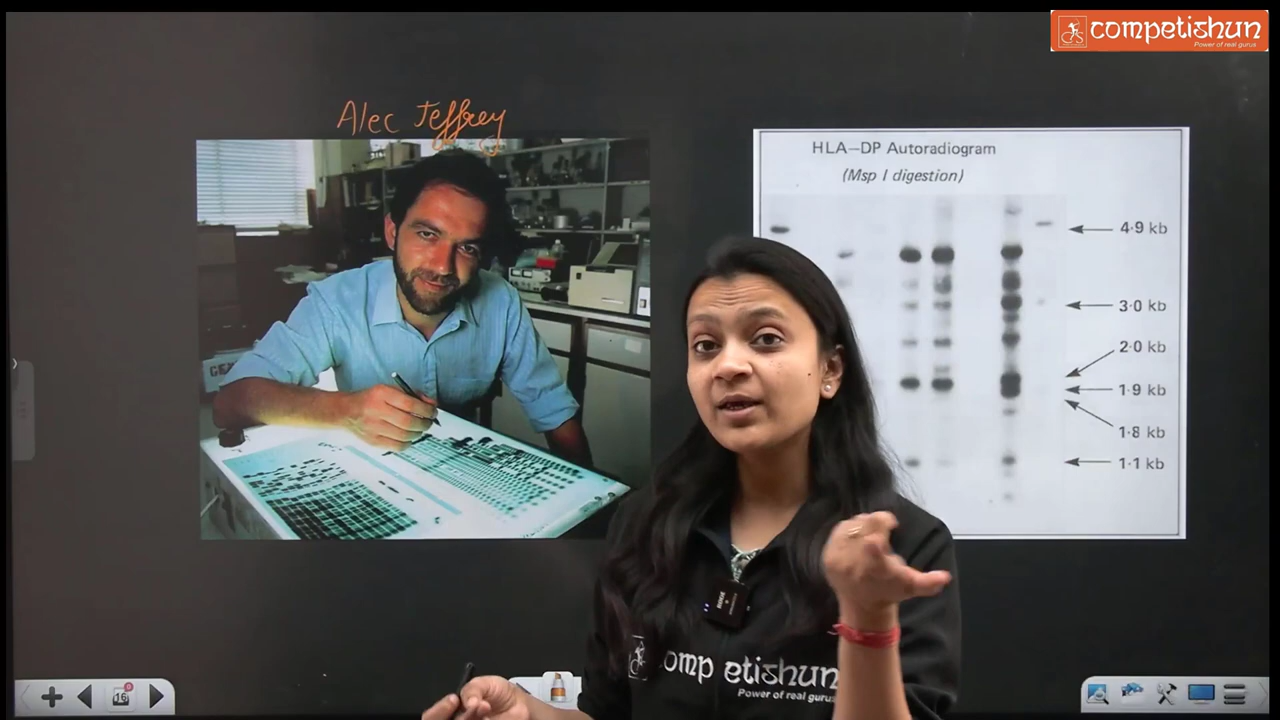 competishun
Power of real gurus
Alec Jeffrey
HLA–DP Autoradiogram
(Msp I digestion)
4·9 kb
3·0 kb
2·0 kb
1·9 kb
1·8 kb
1·1 kb
competishun
Power of real gurus
16